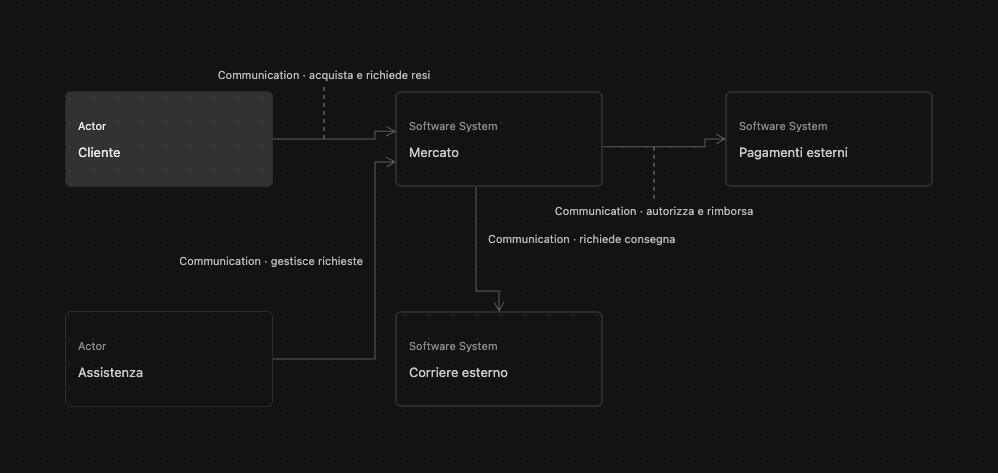 Communication · acquista e richiede resi
Actor
Cliente
Software System
Mercato
Software System
Pagamenti esterni
Communication · autorizza e rimborsa
Communication · richiede consegna
Communication · gestisce richieste
Actor
Assistenza
Software System
Corriere esterno